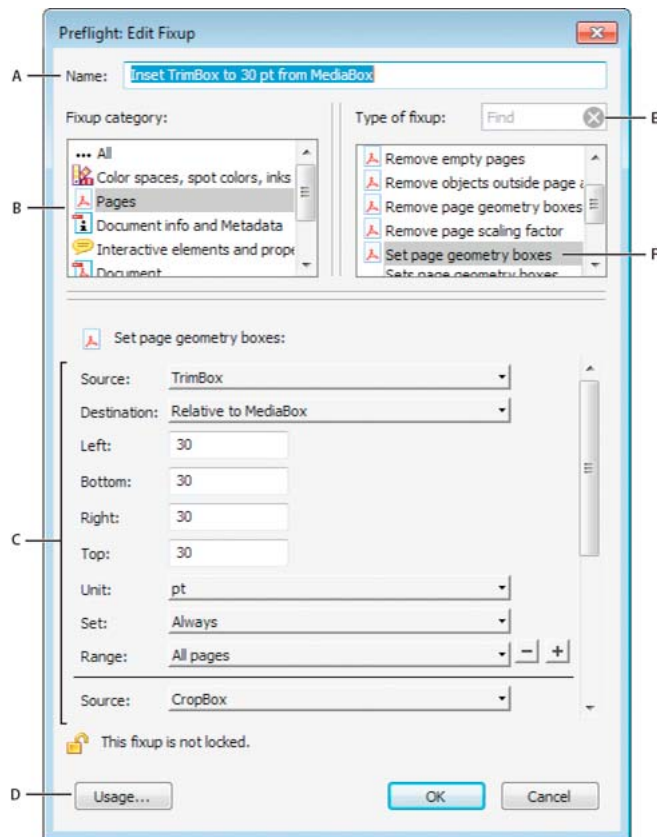 Preflight: Edit Fixup
A
Name:
Inset TrimBox to 30 pt from MediaBox
Fixup category:
Type of fixup:
Find
E
B
... All
Color spaces, spot colors, inks
Pages
Document info and Metadata
Interactive elements and prope
Document
Remove empty pages
Remove objects outside page a
Remove page geometry boxes
Remove page scaling factor
Set page geometry boxes
Sets page geometry boxes
F
Set page geometry boxes:
C
Source: TrimBox
Destination: Relative to MediaBox
Left: 30
Bottom: 30
Right: 30
Top: 30
Unit: pt
Set: Always
Range: All pages
Source: CropBox
This fixup is not locked.
D
Usage...
OK
Cancel